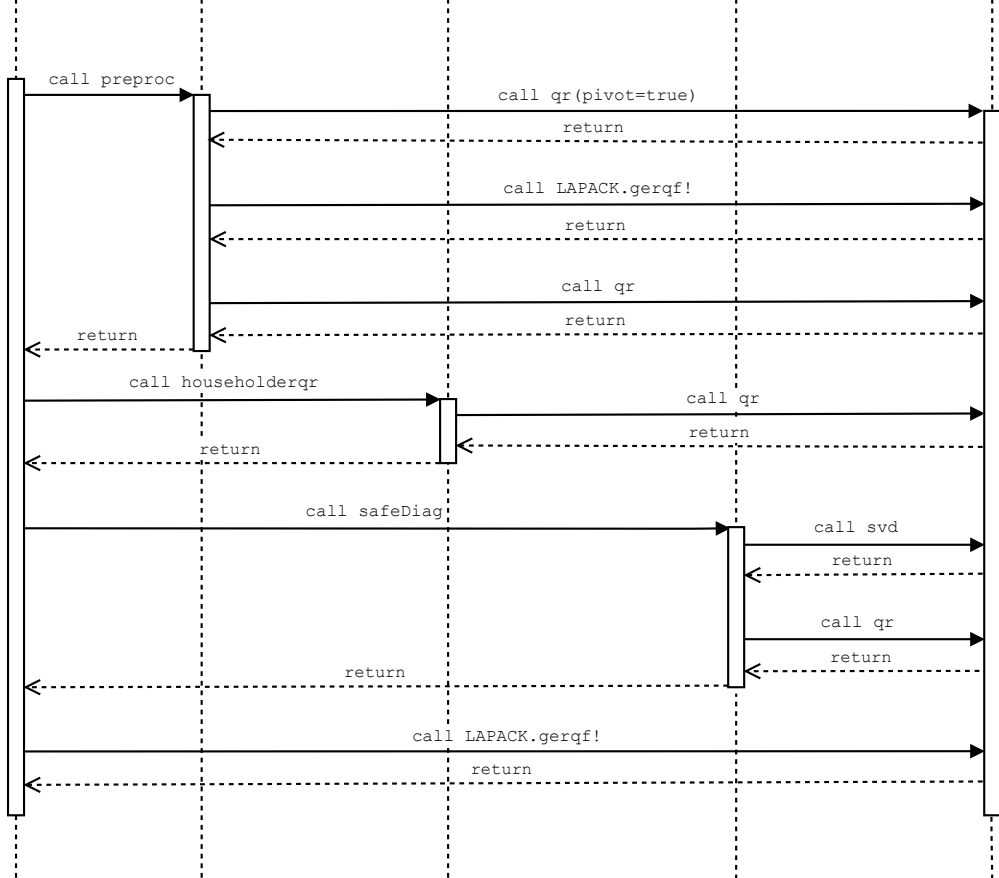 call preproc
call qr(pivot=true)
return
call LAPACK.gerqf!
return
call qr
return
return
call householderqr
call qr
return
return
call safeDiag
call svd
return
call qr
return
return
call LAPACK.gerqf!
return